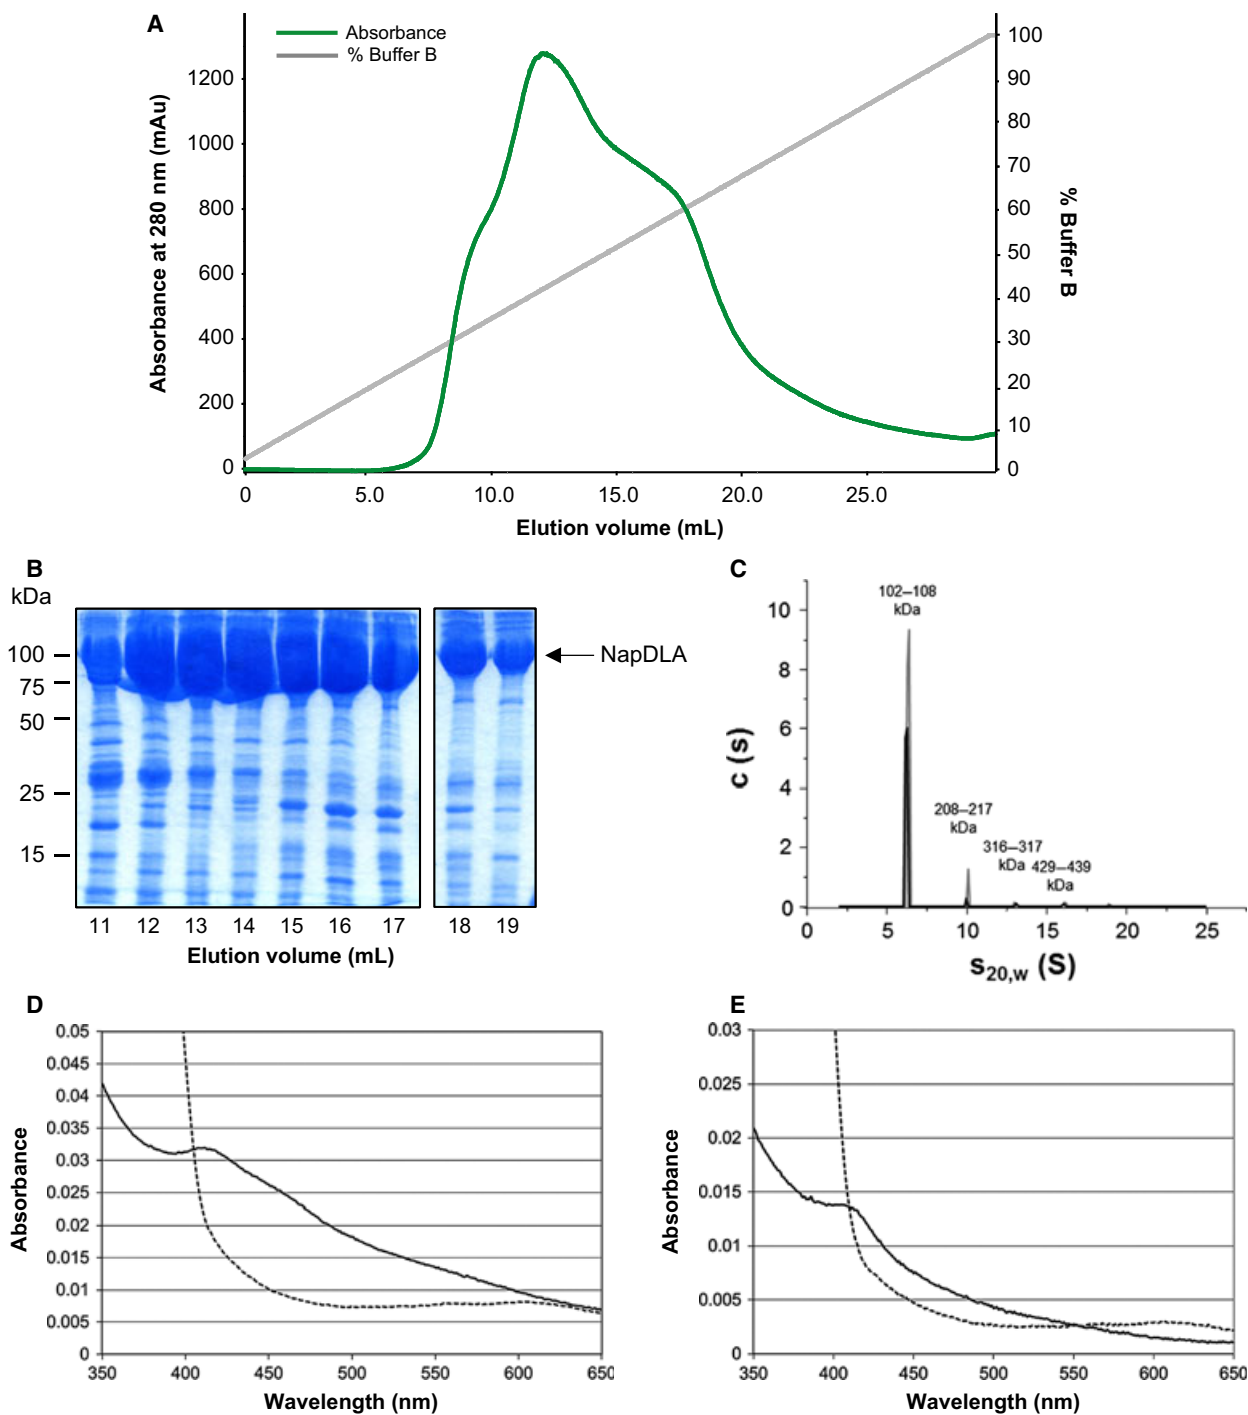 A
Absorbance
% Buffer B
Absorbance at 280 nm (mAu)
1200
1000
800
600
400
200
0
100
90
80
70
60
50
40
30
20
10
0
% Buffer B
0 5.0 10.0 15.0 20.0 25.0
Elution volume (mL)
B
kDa
100
75
50
25
15
NapDLA
11 12 13 14 15 16 17 18 19
Elution volume (mL)
C
c (s)
10
8
6
4
2
0
102–108
kDa
208–217
kDa
316–317
kDa
429–439
kDa
0 5 10 15 20 25
s20,w (S)
D
Absorbance
0.05
0.045
0.04
0.035
0.03
0.025
0.02
0.015
0.01
0.005
0
350 400 450 500 550 600 650
Wavelength (nm)
E
Absorbance
0.03
0.025
0.02
0.015
0.01
0.005
0
350 400 450 500 550 600 650
Wavelength (nm)